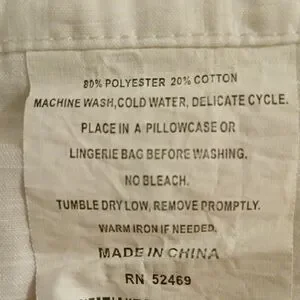 80% POLYESTER 20% COTTON
MACHINE WASH,COLD WATER, DELICATE CYCLE.
PLACE IN A PILLOWCASE OR
LINGERIE BAG BEFORE WASHING.
NO BLEACH.
TUMBLE DRY LOW, REMOVE PROMPTLY.
WARM IRON IF NEEDED.
MADE IN CHINA
RN 52469